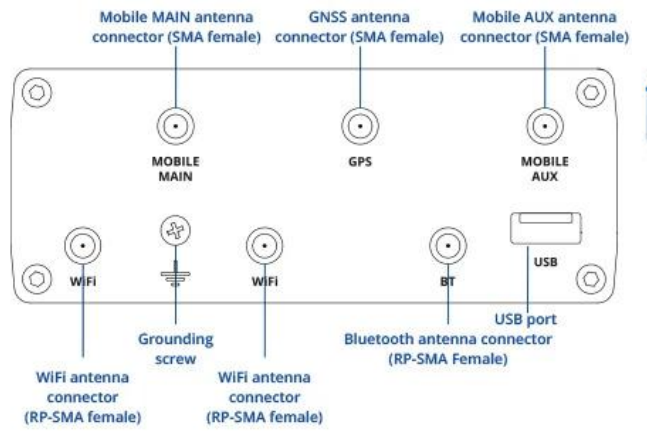 Mobile MAIN antenna
connector (SMA female)
GNSS antenna
connector (SMA female)
Mobile AUX antenna
connector (SMA female)
MOBILE
MAIN
GPS
MOBILE
AUX
WiFi
WiFi
BT
USB
Grounding
screw
Bluetooth antenna connector
(RP-SMA Female)
USB port
WiFi antenna
connector
(RP-SMA female)
WiFi antenna
connector
(RP-SMA female)